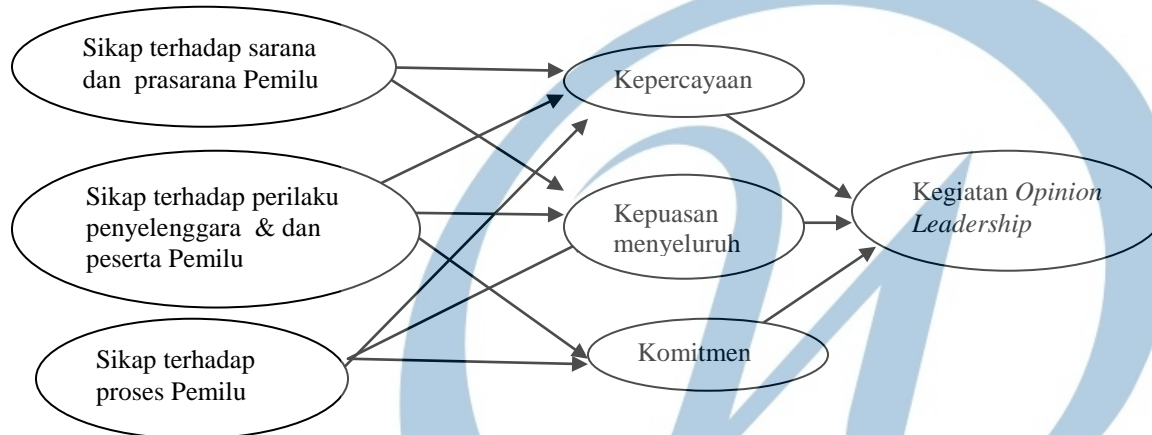 Sikap terhadap sarana
dan prasarana Pemilu
Kepercayaan
Sikap terhadap perilaku
penyelenggara & dan
peserta Pemilu
Kepuasan
menyeluruh
Kegiatan Opinion
Leadership
Sikap terhadap
proses Pemilu
Komitmen